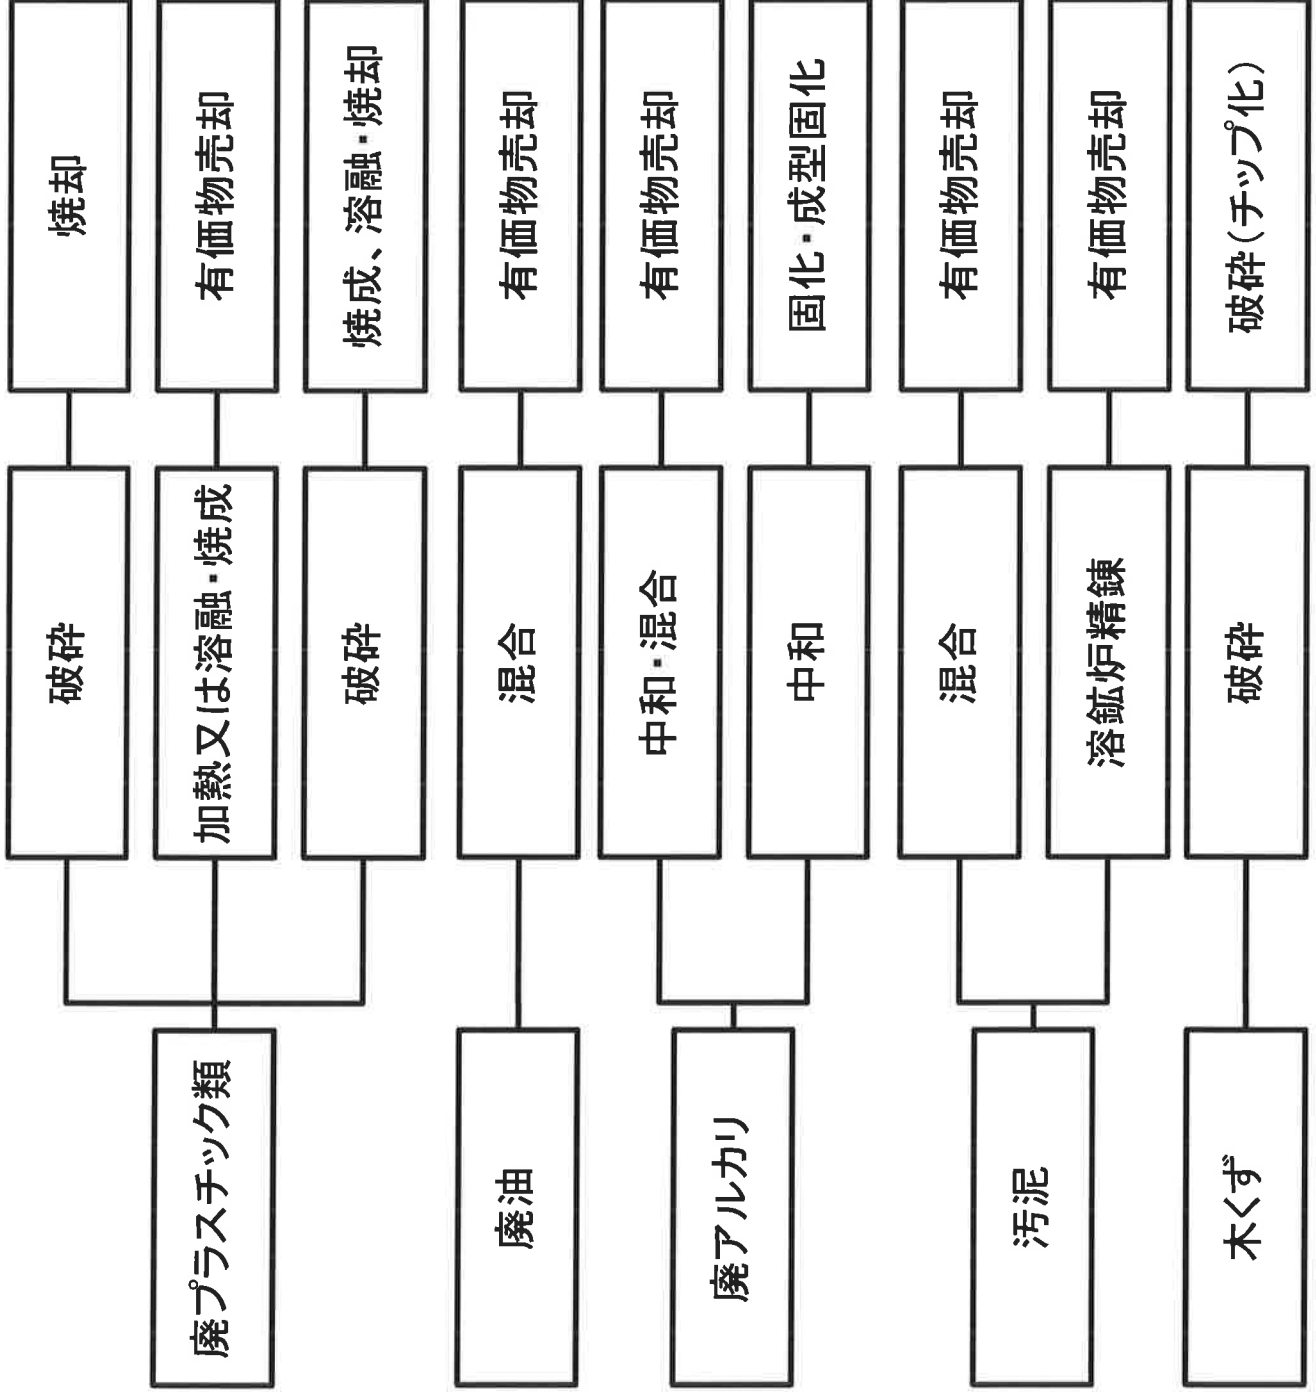 廃プラスチック類
破砕
焼却
加熱又は溶融・焼成
有価物売却
破砕
焼成、溶融・焼却
廃油
混合
有価物売却
廃アルカリ
中和・混合
有価物売却
中和
固化・成型固化
汚泥
混合
有価物売却
溶鉱炉精錬
有価物売却
木くず
破砕
破砕(チップ化)